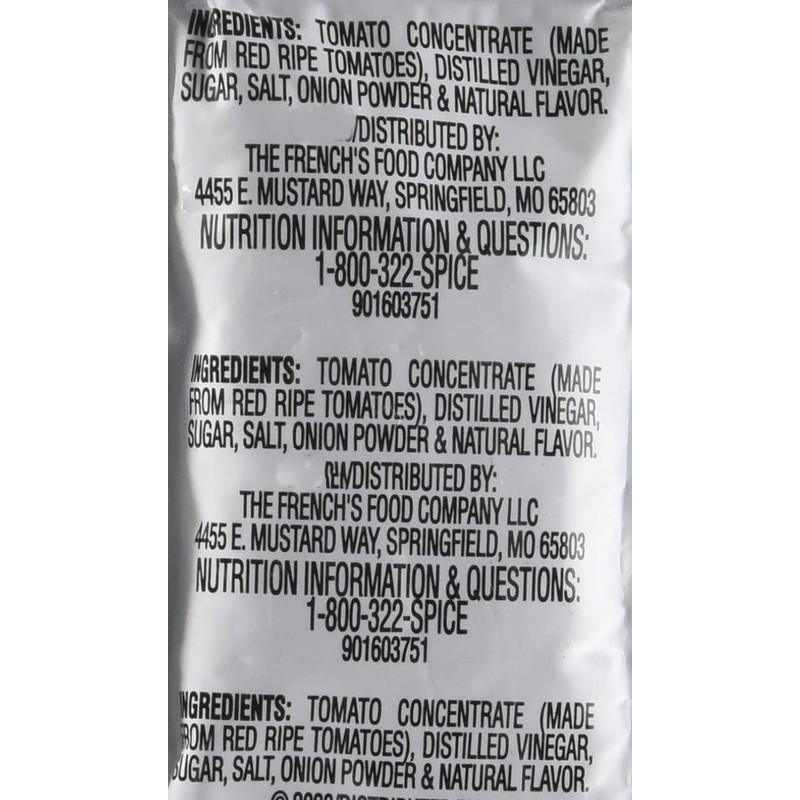 INGREDIENTS: TOMATO CONCENTRATE (MADE
FROM RED RIPE TOMATOES), DISTILLED VINEGAR,
SUGAR, SALT, ONION POWDER & NATURAL FLAVOR.
/DISTRIBUTED BY:
THE FRENCH'S FOOD COMPANY LLC
4455 E. MUSTARD WAY, SPRINGFIELD, MO 65803
NUTRITION INFORMATION & QUESTIONS:
1-800-322-SPICE
901603751
INGREDIENTS: TOMATO CONCENTRATE (MADE
FROM RED RIPE TOMATOES), DISTILLED VINEGAR,
SUGAR, SALT, ONION POWDER & NATURAL FLAVOR.
/DISTRIBUTED BY:
THE FRENCH'S FOOD COMPANY LLC
4455 E. MUSTARD WAY, SPRINGFIELD, MO 65803
NUTRITION INFORMATION & QUESTIONS:
1-800-322-SPICE
901603751
INGREDIENTS: TOMATO CONCENTRATE (MADE
FROM RED RIPE TOMATOES), DISTILLED VINEGAR,
SUGAR, SALT, ONION POWDER & NATURAL FLAVOR.